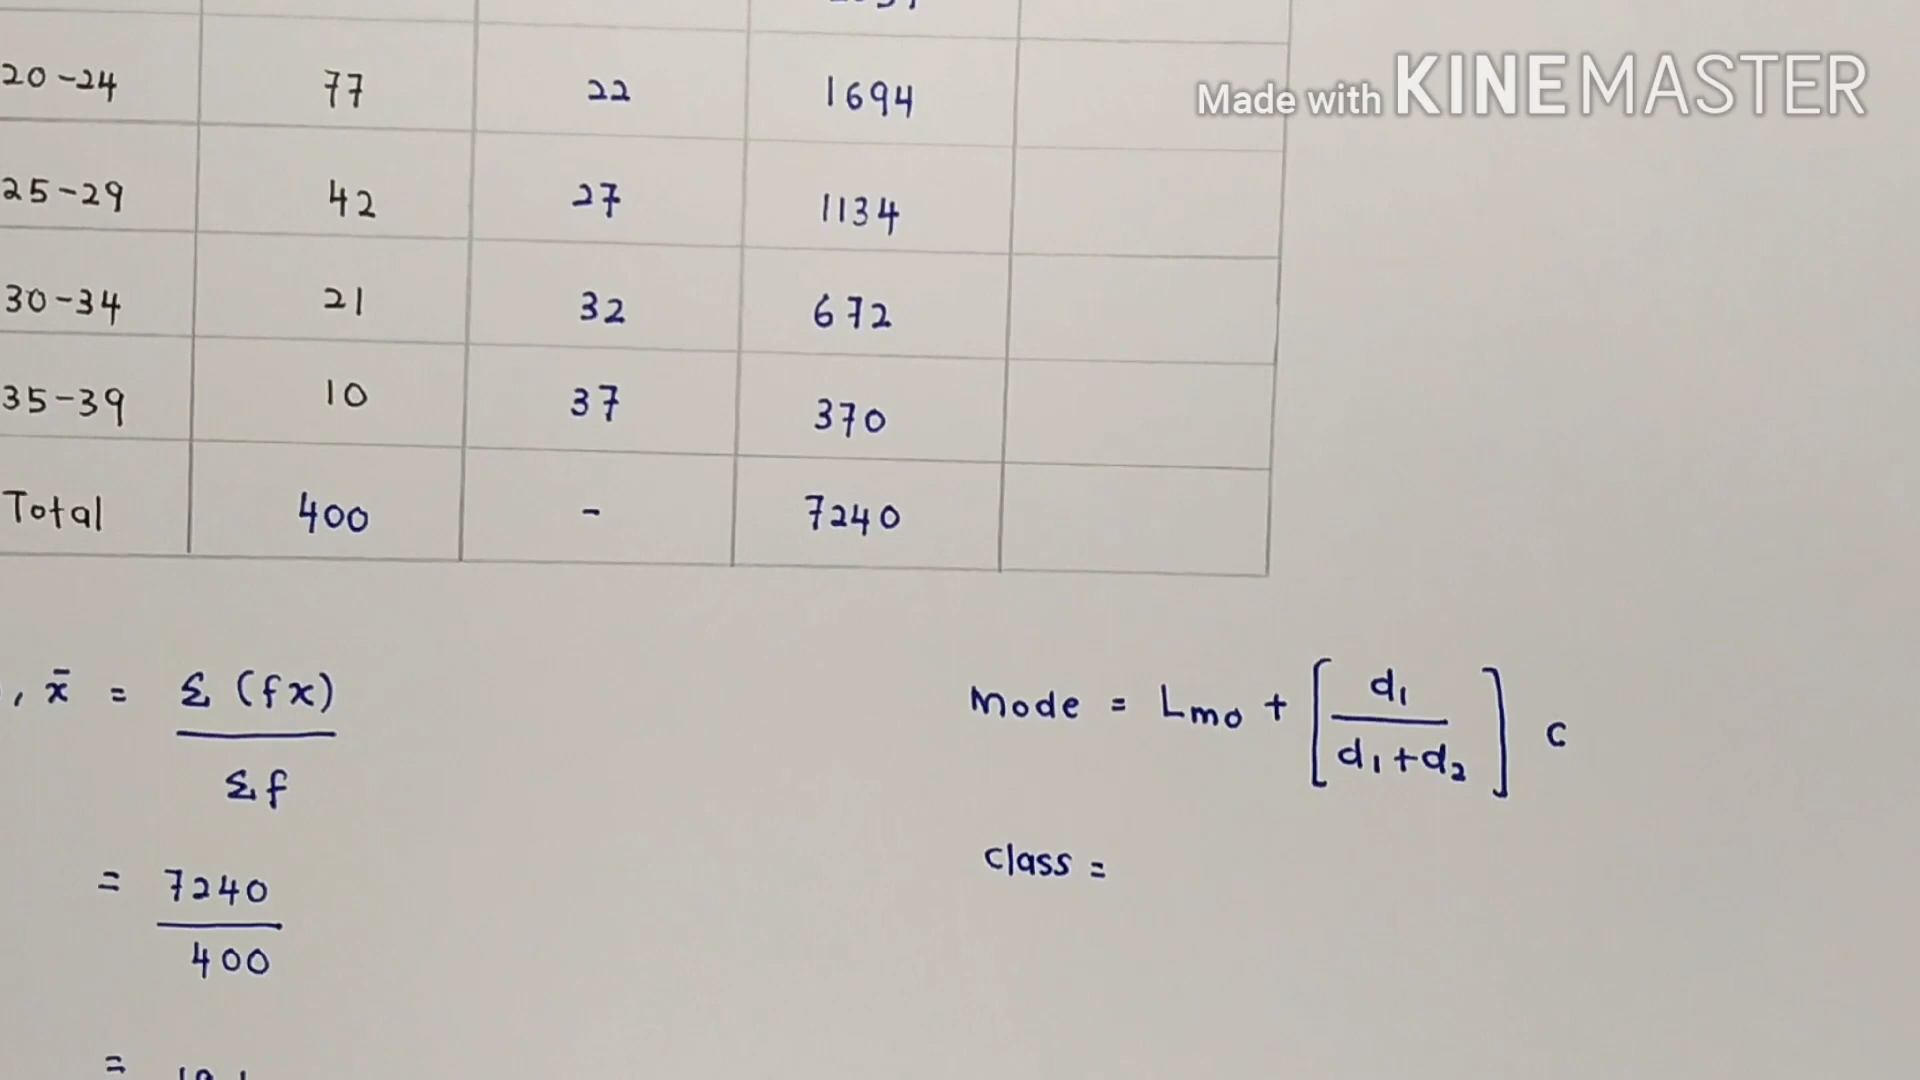 Made with KINEMASTER
20-24 77 22 1694
25-29 42 27 1134
30-34 21 32 672
35-39 10 37 370
Total 400 - 7240
, x̄ = Σ (fx)
Σf
= 7240
400
=
Mode = Lmo + [ d₁
d₁+d₂ ] c
class =